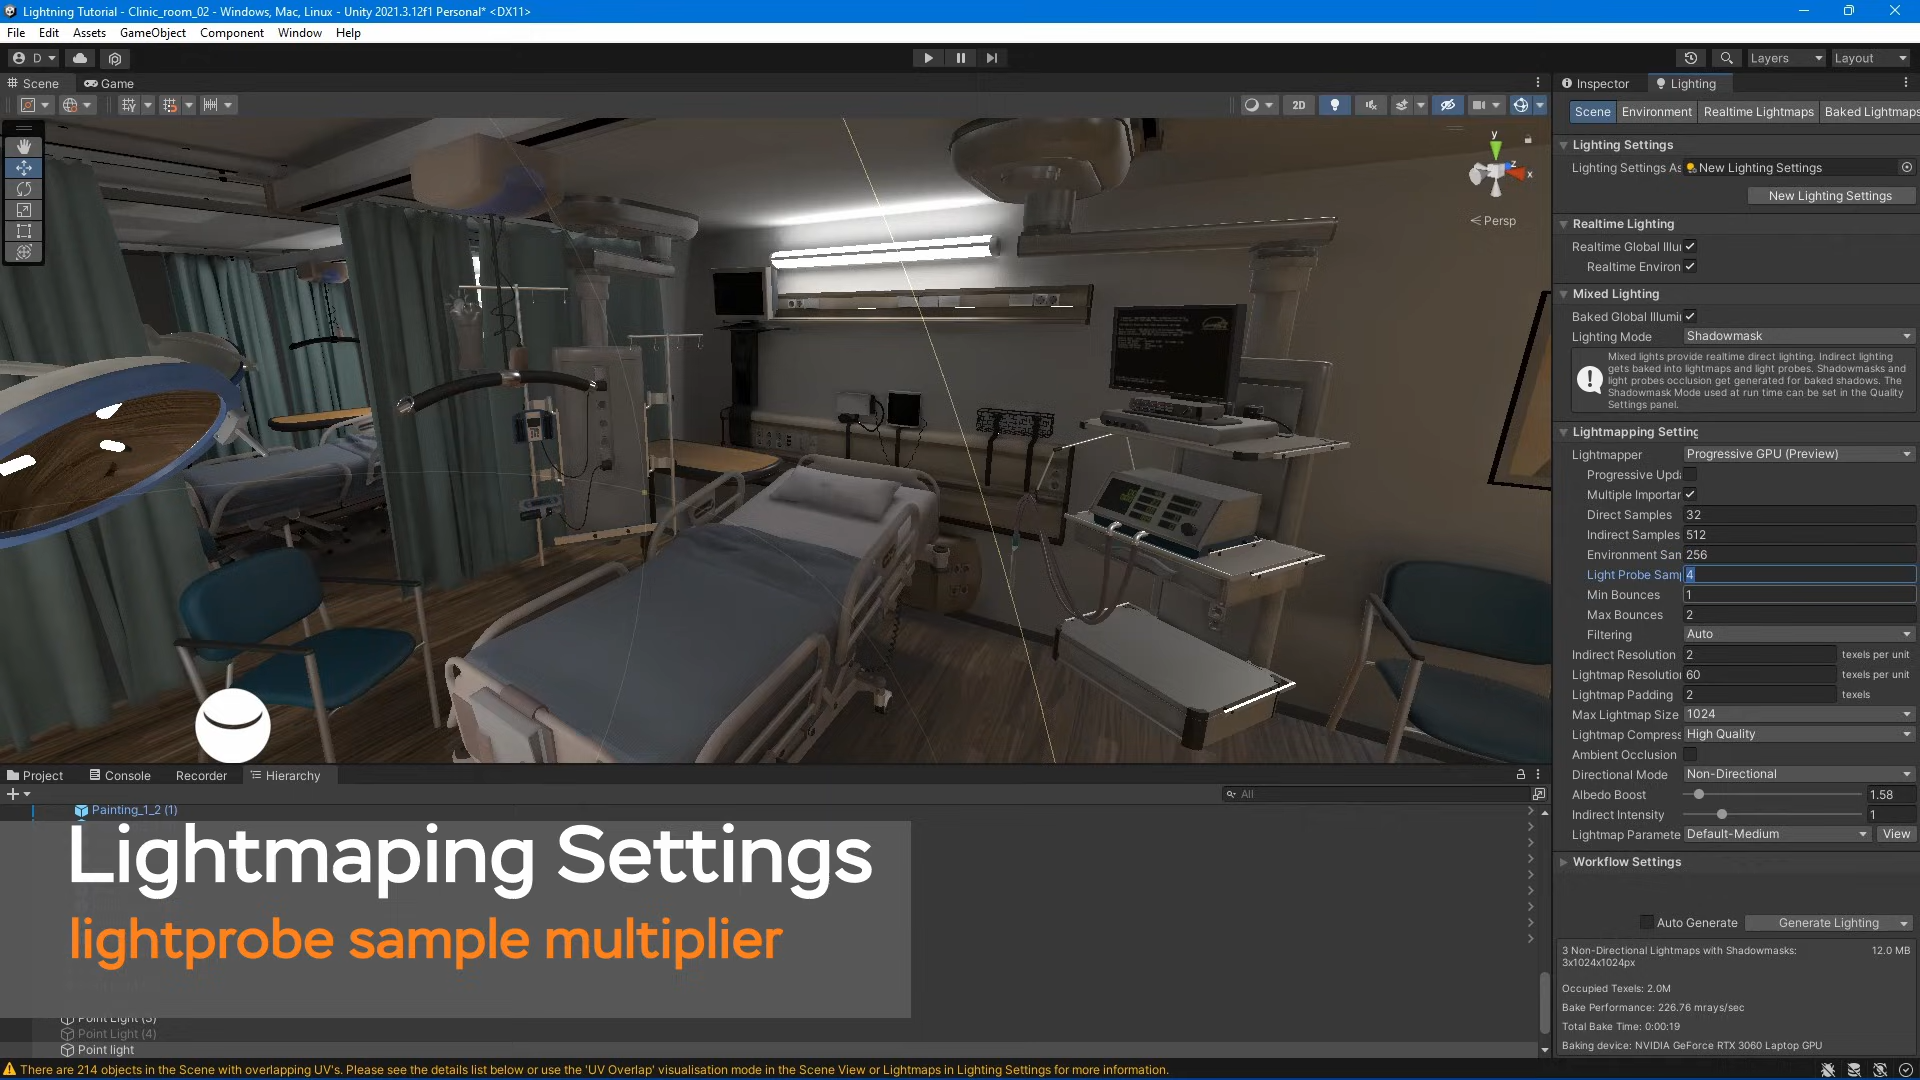 Lightning Tutorial - Clinic_room_02 - Windows, Mac, Linux - Unity 2021.3.12f1 Personal* <DX11>
File Edit Assets GameObject Component Window Help
D
Layers Layout
Scene Game
2D
y
z
x
Persp
Inspector Lighting
Scene Environment Realtime Lightmaps Baked Lightmaps
Lighting Settings
Lighting Settings As New Lighting Settings
New Lighting Settings
Realtime Lighting
Realtime Global Illu
Realtime Environ
Mixed Lighting
Baked Global Illumi
Lighting Mode Shadowmask
Mixed lights provide realtime direct lighting. Indirect lighting
gets baked into lightmaps and light probes. Shadowmasks and
light probes occlusion get generated for baked shadows. The
Shadowmask Mode used at run time can be set in the Quality
Settings panel.
Lightmapping Setting
Lightmapper Progressive GPU (Preview)
Progressive Upda
Multiple Importan
Direct Samples 32
Indirect Samples 512
Environment Sam 256
Light Probe Samp 4
Min Bounces 1
Max Bounces 2
Filtering Auto
Indirect Resolution 2 texels per unit
Lightmap Resolution 60 texels per unit
Lightmap Padding 2 texels
Max Lightmap Size 1024
Lightmap Compress High Quality
Ambient Occlusion
Directional Mode Non-Directional
Albedo Boost 1.58
Indirect Intensity 1
Lightmap Paramete Default-Medium View
Workflow Settings
Auto Generate Generate Lighting
3 Non-Directional Lightmaps with Shadowmasks: 12.0 MB
3x1024x1024px
Occupied Texels: 2.0M
Bake Performance: 226.76 mrays/sec
Total Bake Time: 0:00:19
Baking device: NVIDIA GeForce RTX 3060 Laptop GPU
Project Console Recorder Hierarchy
All
Painting_1_2 (1)
Lightmaping Settings
lightprobe sample multiplier
Point Light (3)
Point Light (4)
Point light
There are 214 objects in the Scene with overlapping UV's. Please see the details list below or use the 'UV Overlap' visualisation mode in the Scene View or Lightmaps in Lighting Settings for more information.